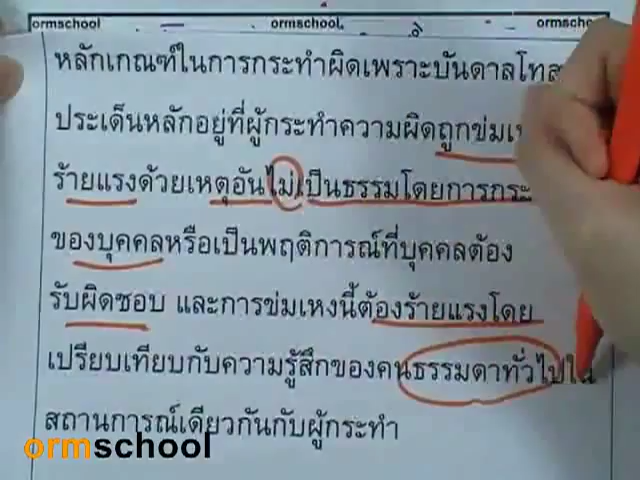 ormschool ormschool ormschool
หลักเกณฑ์ในการกระทำผิดเพราะบันดาลโทส
ประเด็นหลักอยู่ที่ผู้กระทำความผิดถูกข่มเ
ร้ายแรงด้วยเหตุอันไม่เป็นธรรมโดยการกระ
ของบุคคลหรือเป็นพฤติการณ์ที่บุคคลต้อง
รับผิดชอบ และการข่มเหงนี้ต้องร้ายแรงโดย
เปรียบเทียบกับความรู้สึกของคนธรรมดาทั่วไปใน
สถานการณ์เดียวกันกับผู้กระทำ
ormschool